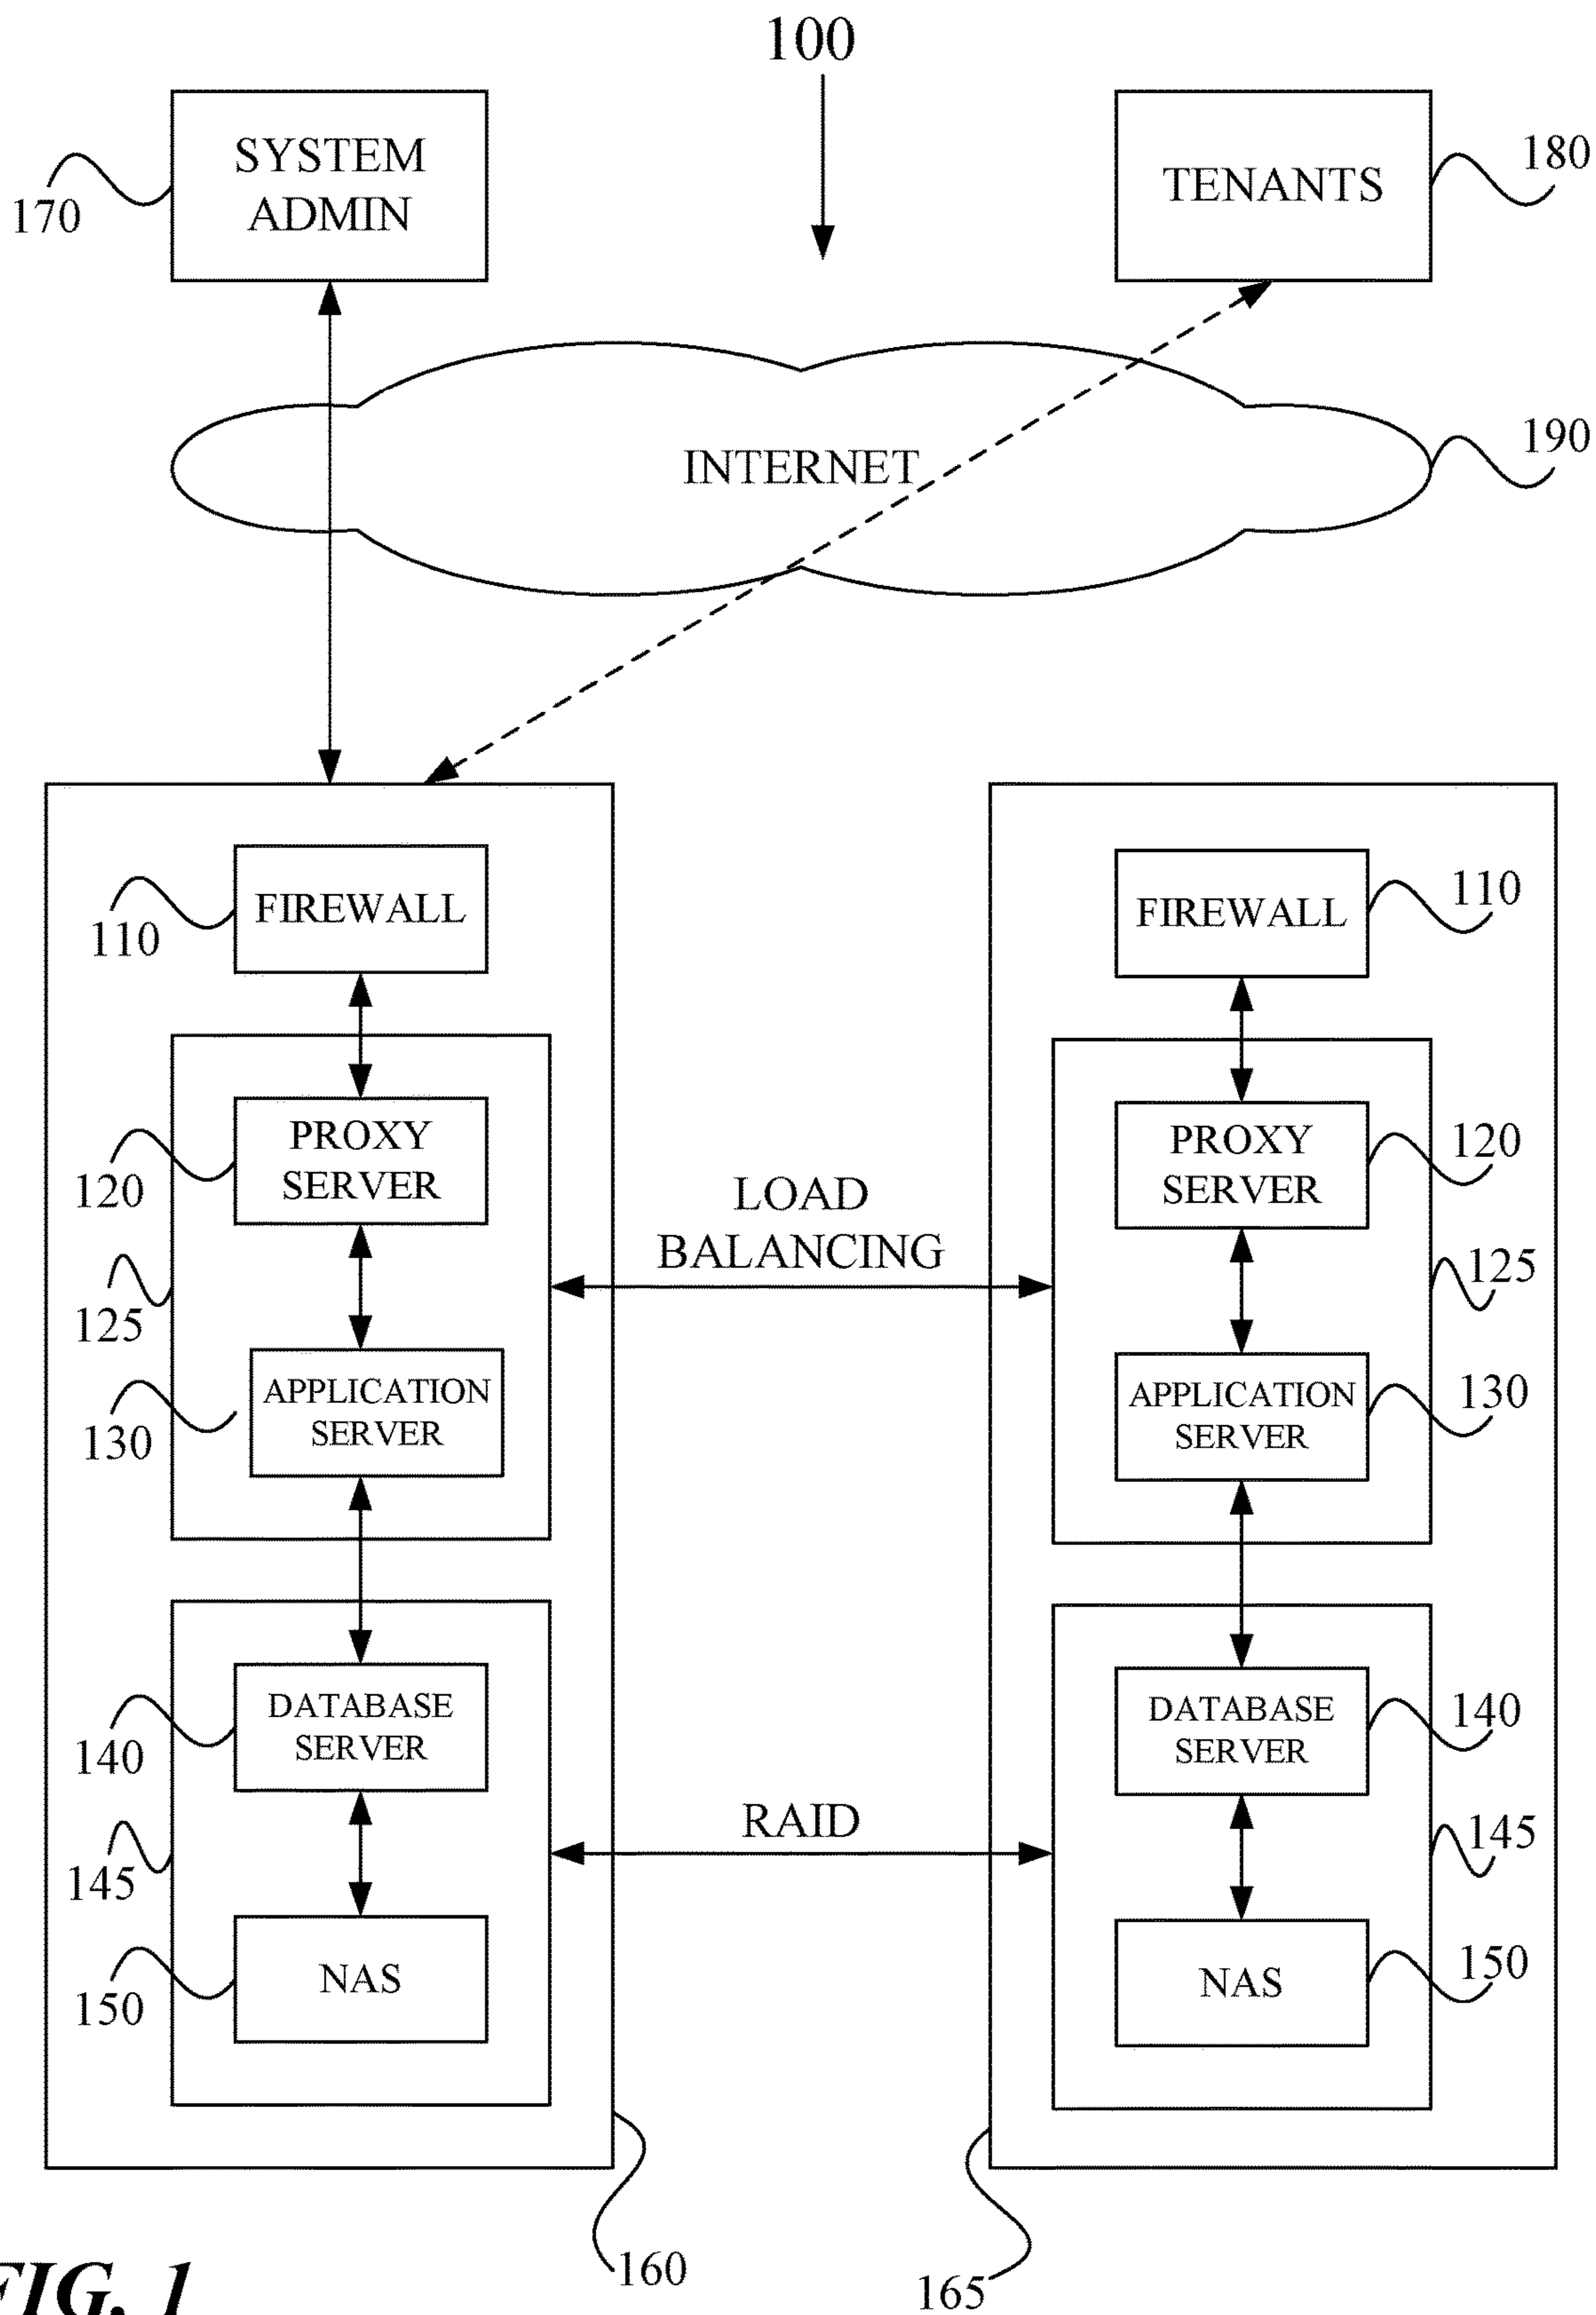 100
SYSTEM
ADMIN
170
TENANTS
180
INTERNET
190
FIREWALL
110
FIREWALL
110
PROXY
SERVER
120
PROXY
SERVER
120
LOAD
BALANCING
125
125
APPLICATION
SERVER
130
APPLICATION
SERVER
130
DATABASE
SERVER
140
DATABASE
SERVER
140
RAID
145
145
NAS
150
NAS
150
160
165
FIG. 1